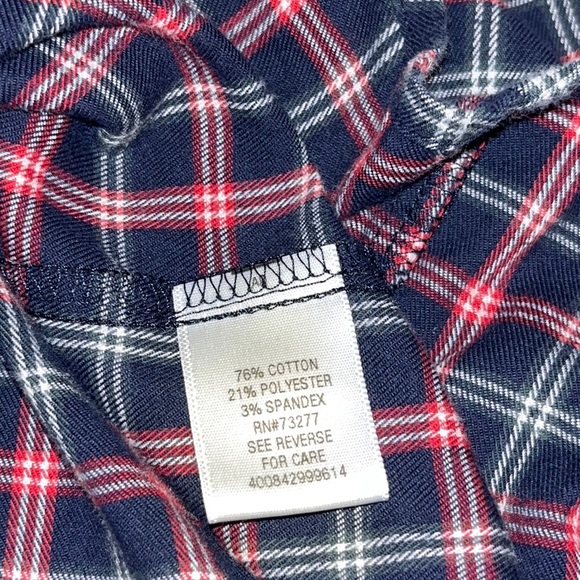 A
76% COTTON
21% POLYESTER
3% SPANDEX
RN#73277
SEE REVERSE
FOR CARE
400842999614